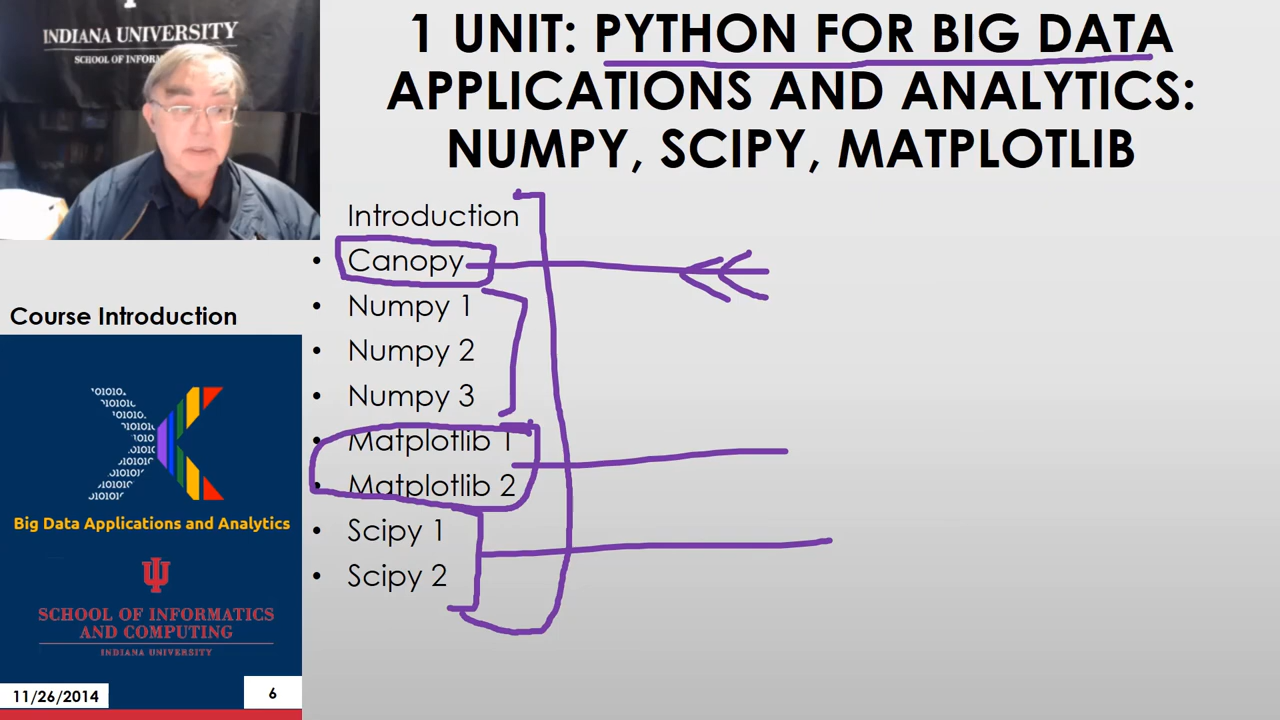 INDIANA UNIVERSITY
1 UNIT: PYTHON FOR BIG DATA
APPLICATIONS AND ANALYTICS:
NUMPY, SCIPY, MATPLOTLIB
Introduction
• Canopy
• Numpy 1
• Numpy 2
• Numpy 3
• Matplotlib 1
• Matplotlib 2
• Scipy 1
• Scipy 2
Course Introduction
Big Data Applications and Analytics
SCHOOL OF INFORMATICS
AND COMPUTING
INDIANA UNIVERSITY
11/26/2014
6